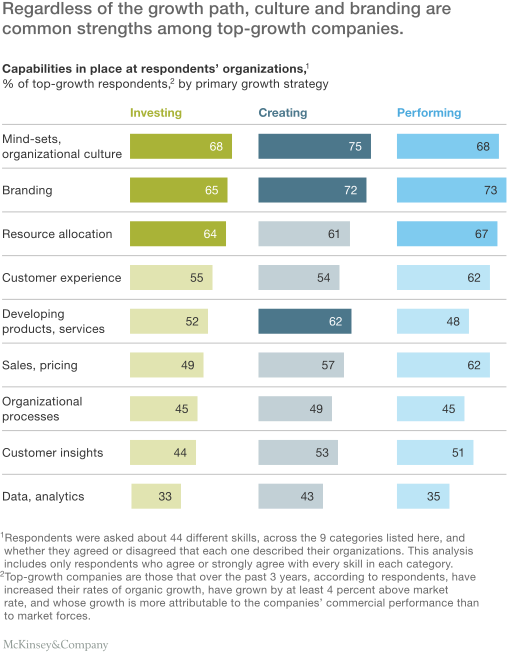 Regardless of the growth path, culture and branding are
common strengths among top-growth companies.
Capabilities in place at respondents' organizations,¹
% of top-growth respondents,² by primary growth strategy
Investing Creating Performing
Mind-sets,
organizational culture 68 75 68
Branding 65 72 73
Resource allocation 64 61 67
Customer experience 55 54 62
Developing
products, services 52 62 48
Sales, pricing 49 57 62
Organizational
processes 45 49 45
Customer insights 44 53 51
Data, analytics 33 43 35
¹Respondents were asked about 44 different skills, across the 9 categories listed here, and
whether they agreed or disagreed that each one described their organizations. This analysis
includes only respondents who agree or strongly agree with every skill in each category.
²Top-growth companies are those that over the past 3 years, according to respondents, have
increased their rates of organic growth, have grown by at least 4 percent above market
rate, and whose growth is more attributable to the companies' commercial performance than
to market forces.
McKinsey&Company